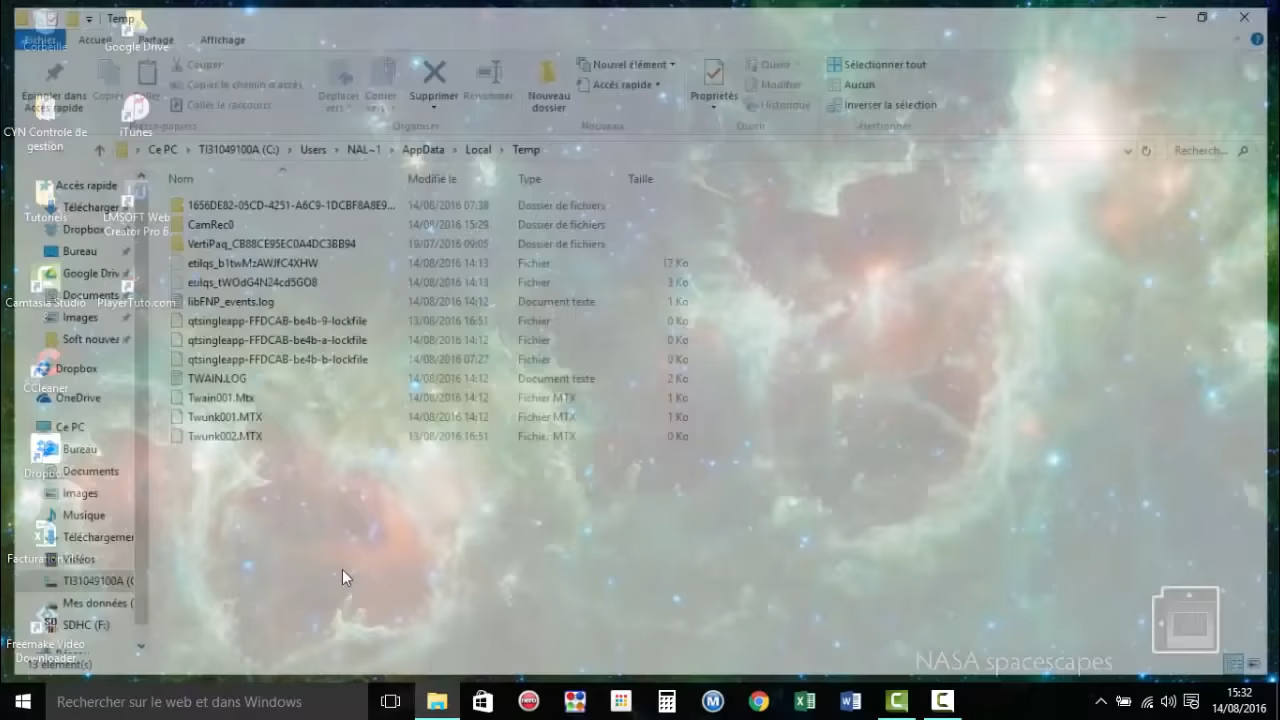 Temp
Fichier Accueil Partage Affichage
Corbeille
Google Drive
Couper
Copier le chemin d'accès
Coller le raccourci
Épingler dans Accès rapide
Copier
Coller
Presse-papiers
Déplacer vers
Copier vers
Supprimer
Renommer
Organiser
Nouveau dossier
Nouvel élément
Accès rapide
Nouveau
Propriétés
Ouvrir
Modifier
Historique
Ouvrir
Sélectionner tout
Aucun
Inverser la sélection
Sélectionner
CYN Controle de gestion
iTunes
Ce PC > TI31049100A (C:) > Users > NAL~1 > AppData > Local > Temp
Recherch...
Nom Modifié le Type Taille
1656DE82-05CD-4251-A6C9-1DCBF8A8E9... 14/08/2016 07:38 Dossier de fichiers
CamRec0 14/08/2016 15:29 Dossier de fichiers
VertiPaq_CB88CE95EC0A4DC3BB94 19/07/2016 09:05 Dossier de fichiers
etilqs_b1twMzAWJfC4XHW 14/08/2016 14:13 Fichier 17 Ko
etilqs_tWOdG4N24cd5GO8 14/08/2016 14:13 Fichier 3 Ko
libFNP_events.log 14/08/2016 14:12 Document texte 1 Ko
qtsingleapp-FFDCAB-be4b-9-lockfile 13/08/2016 16:51 Fichier 0 Ko
qtsingleapp-FFDCAB-be4b-a-lockfile 14/08/2016 14:12 Fichier 0 Ko
qtsingleapp-FFDCAB-be4b-b-lockfile 14/08/2016 07:27 Fichier 0 Ko
TWAIN.LOG 14/08/2016 14:12 Document texte 2 Ko
Twain001.Mtx 14/08/2016 14:12 Fichier MTX 1 Ko
Twunk001.MTX 14/08/2016 14:12 Fichier MTX 1 Ko
Twunk002.MTX 13/08/2016 16:51 Fichier MTX 0 Ko
Accès rapide
Télécharger
Dropbox
Bureau
Google Driv
Documents
Images
Soft nouve
Dropbox
OneDrive
Ce PC
Bureau
Documents
Images
Musique
Téléchargemer
Vidéos
TI31049100A (C
Mes données (
SDHC (F:)
13 élément(s)
Tutoriels
LMSOFT Web Creator Pro 6
Camtasia Studio
PlayerTuto.com
CCleaner
Dropbox
Facturation
Freemake Video Downloader
NASA spacescapes
Rechercher sur le web et dans Windows
15:32
14/08/2016